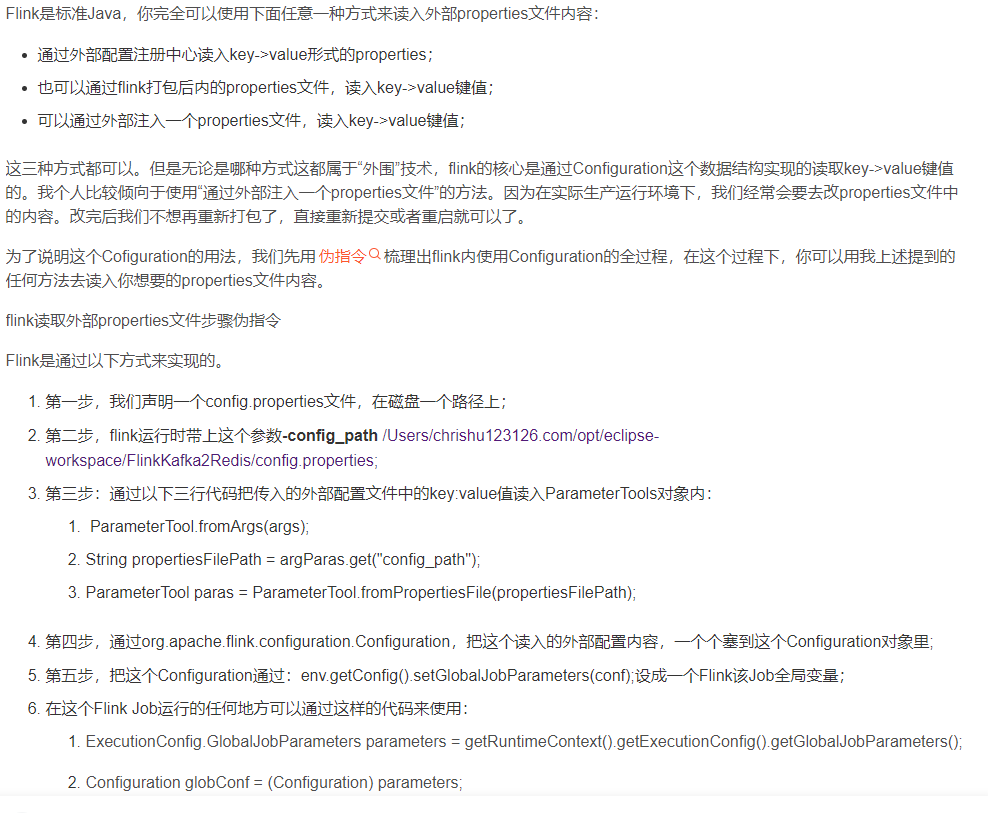 Flink是标准Java，你完全可以使用下面任意一种方式来读入外部properties文件内容：
• 通过外部配置注册中心读入key->value形式的properties；
• 也可以通过flink打包后内的properties文件，读入key->value键值；
• 可以通过外部注入一个properties文件，读入key->value键值；
这三种方式都可以。但是无论是哪种方式这都属于“外围”技术，flink的核心是通过Configuration这个数据结构实现的读取key->value键值
的。我个人比较倾向于使用“通过外部注入一个properties文件”的方法。因为在实际生产运行环境下，我们经常会要去改properties文件中
的内容。改完后我们不想再重新打包了，直接重新提交或者重启就可以了。
为了说明这个Cofiguration的用法，我们先用 伪指令 梳理出flink内使用Configuration的全过程，在这个过程下，你可以用我上述提到的
任何方法去读入你想要的properties文件内容。
flink读取外部properties文件步骤伪指令
Flink是通过以下方式来实现的。
1. 第一步，我们声明一个config.properties文件，在磁盘一个路径上；
2. 第二步，flink运行时带上这个参数-config_path /Users/chrishu123126.com/opt/eclipse-
workspace/FlinkKafka2Redis/config.properties;
3. 第三步：通过以下三行代码把传入的外部配置文件中的key:value值读入ParameterTools对象内：
1. ParameterTool.fromArgs(args);
2. String propertiesFilePath = argParas.get("config_path");
3. ParameterTool paras = ParameterTool.fromPropertiesFile(propertiesFilePath);
4. 第四步，通过org.apache.flink.configuration.Configuration，把这个读入的外部配置内容，一个个塞到这个Configuration对象里;
5. 第五步，把这个Configuration通过：env.getConfig().setGlobalJobParameters(conf);设成一个Flink该Job全局变量；
6. 在这个Flink Job运行的任何地方可以通过这样的代码来使用：
1. ExecutionConfig.GlobalJobParameters parameters = getRuntimeContext().getExecutionConfig().getGlobalJobParameters();
2. Configuration globConf = (Configuration) parameters;